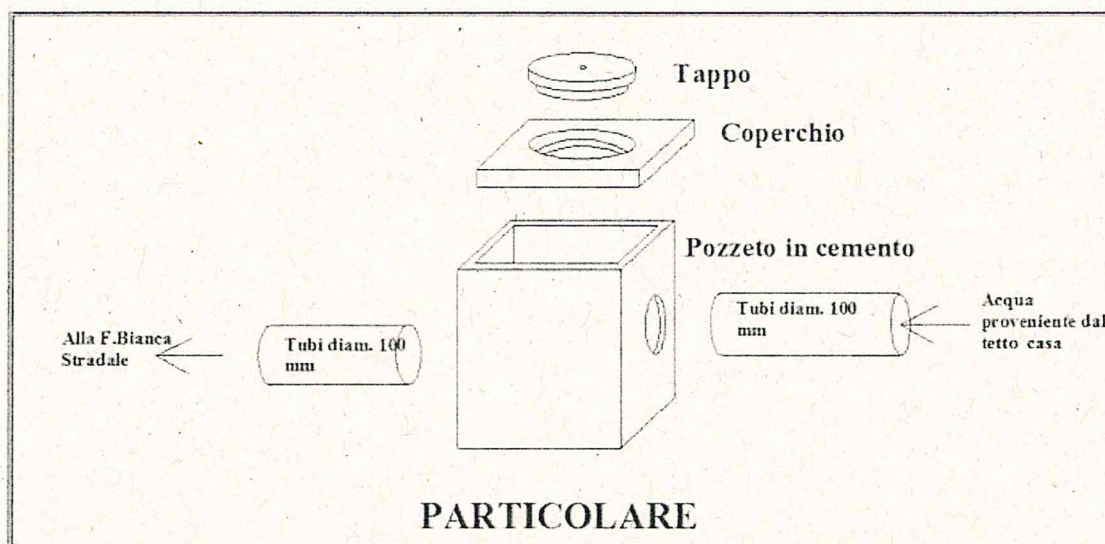 Tappo
Coperchio
Pozzeto in cemento
Tubi diam. 100
mm
Acqua
proveniente dal
tetto casa
Alla F.Bianca
Stradale
Tubi diam. 100
mm
PARTICOLARE